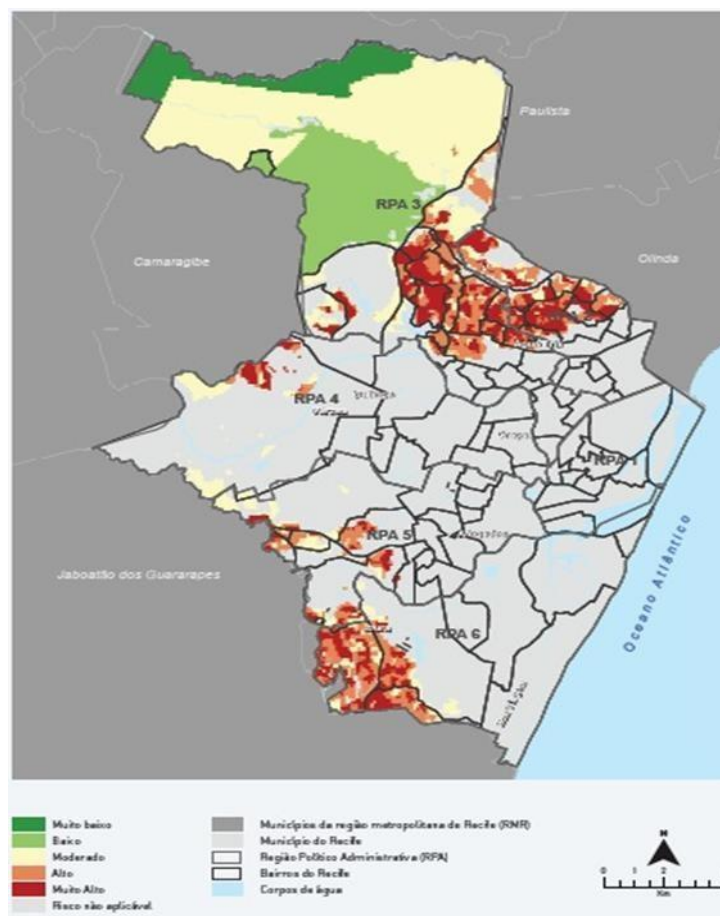 Paulista
RPA 3
Camaragibe
Olinda
RPA 4
RPA 1
RPA 5
Jaboatão dos Guararapes
RPA 6
Oceano Atlântico
Muito baixo
Baixo
Moderado
Alto
Muito Alto
Risco não aplicável
Municípios da região metropolitana de Recife (RMR)
Município do Recife
Região Político Administrativa (RPA)
Bairros do Recife
Corpos de água
N
0 1 2 4
Km